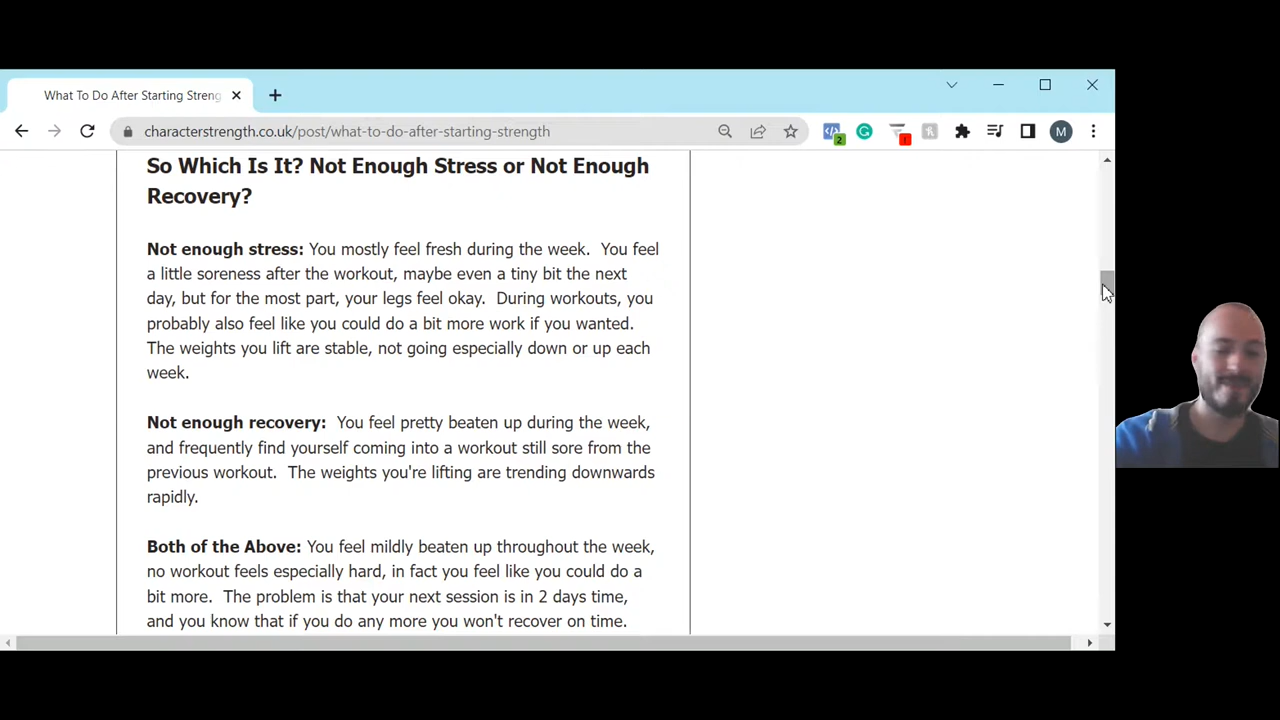 What To Do After Starting Streng
characterstrength.co.uk/post/what-to-do-after-starting-strength
2
!
M
So Which Is It? Not Enough Stress or Not Enough
Recovery?
Not enough stress: You mostly feel fresh during the week. You feel
a little soreness after the workout, maybe even a tiny bit the next
day, but for the most part, your legs feel okay. During workouts, you
probably also feel like you could do a bit more work if you wanted.
The weights you lift are stable, not going especially down or up each
week.
Not enough recovery: You feel pretty beaten up during the week,
and frequently find yourself coming into a workout still sore from the
previous workout. The weights you're lifting are trending downwards
rapidly.
Both of the Above: You feel mildly beaten up throughout the week,
no workout feels especially hard, in fact you feel like you could do a
bit more. The problem is that your next session is in 2 days time,
and you know that if you do any more you won't recover on time.